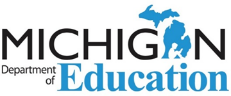 MICHIGAN
Department
of Education